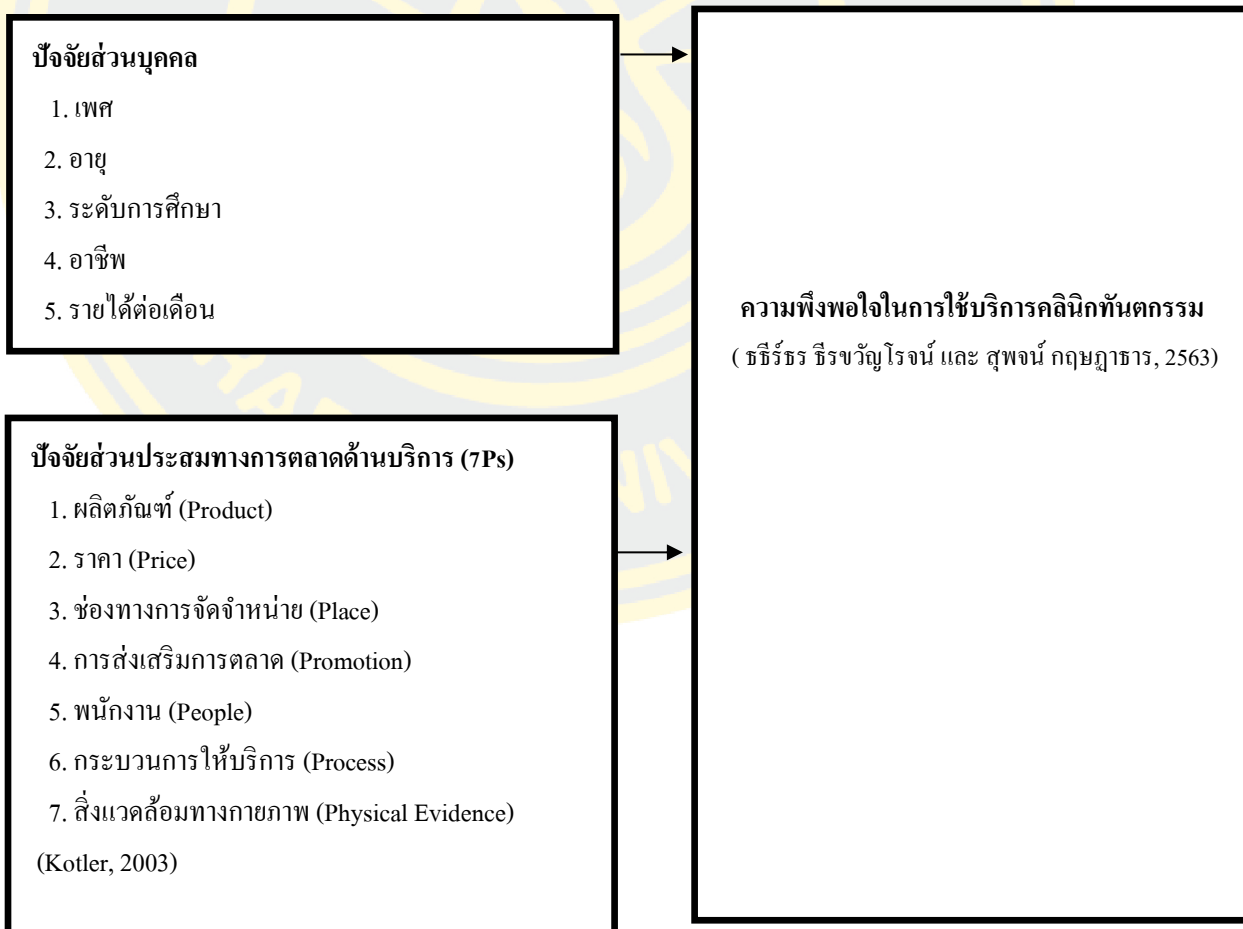 ปัจจัยส่วนบุคคล
1. เพศ
2. อายุ
3. ระดับการศึกษา
4. อาชีพ
5. รายได้ต่อเดือน
ความพึงพอใจในการใช้บริการคลินิกทันตกรรม
( ธธีร์ธร ธีรขวัญโรจน์ และ สุพจน์ กฤษฎาธาร, 2563)
ปัจจัยส่วนประสมทางการตลาดด้านบริการ (7Ps)
1. ผลิตภัณฑ์ (Product)
2. ราคา (Price)
3. ช่องทางการจัดจำหน่าย (Place)
4. การส่งเสริมการตลาด (Promotion)
5. พนักงาน (People)
6. กระบวนการให้บริการ (Process)
7. สิ่งแวดล้อมทางกายภาพ (Physical Evidence)
(Kotler, 2003)